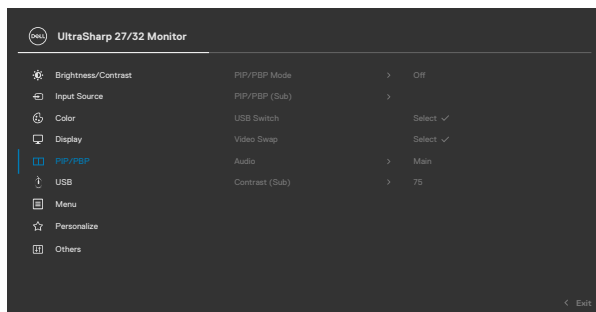 DELL UltraSharp 27/32 Monitor
Brightness/Contrast PIP/PBP Mode > Off
Input Source PIP/PBP (Sub) >
Color USB Switch Select ✓
Display Video Swap Select ✓
PIP/PBP Audio > Main
USB Contrast (Sub) > 75
Menu
Personalize
Others
< Exit